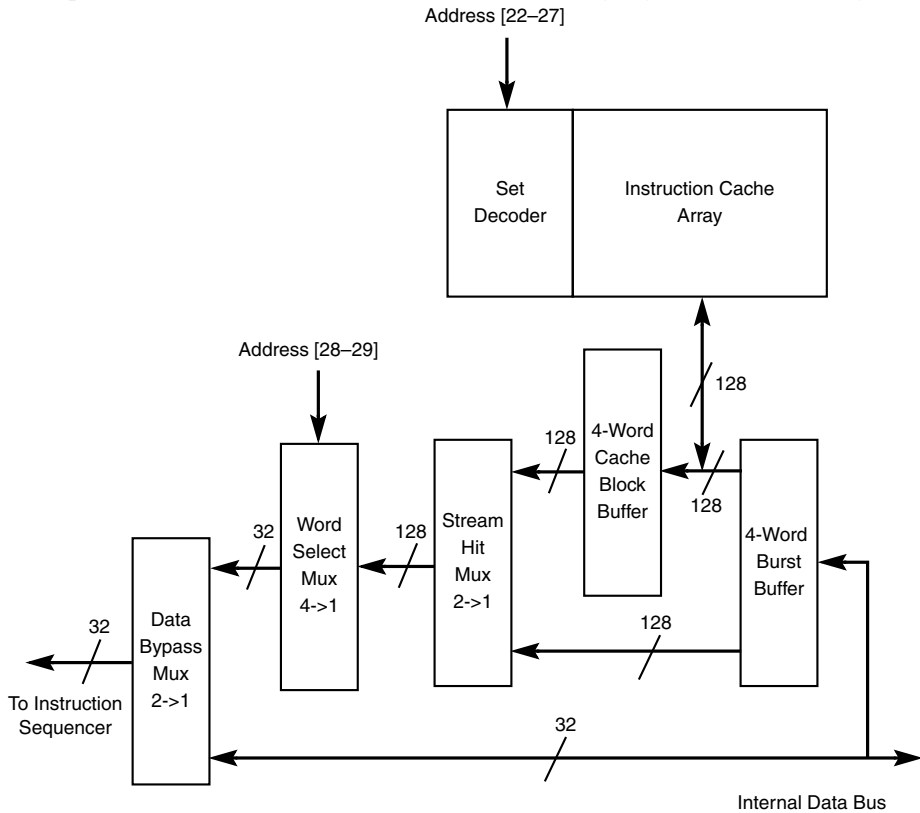 Address [22–27]
Set
Decoder
Instruction Cache
Array
Address [28–29]
128
128
4-Word
Cache
Block
Buffer
128
32
Word
Select
Mux
4->1
128
Stream
Hit
Mux
2->1
4-Word
Burst
Buffer
32
Data
Bypass
Mux
2->1
128
To Instruction
Sequencer
32
Internal Data Bus